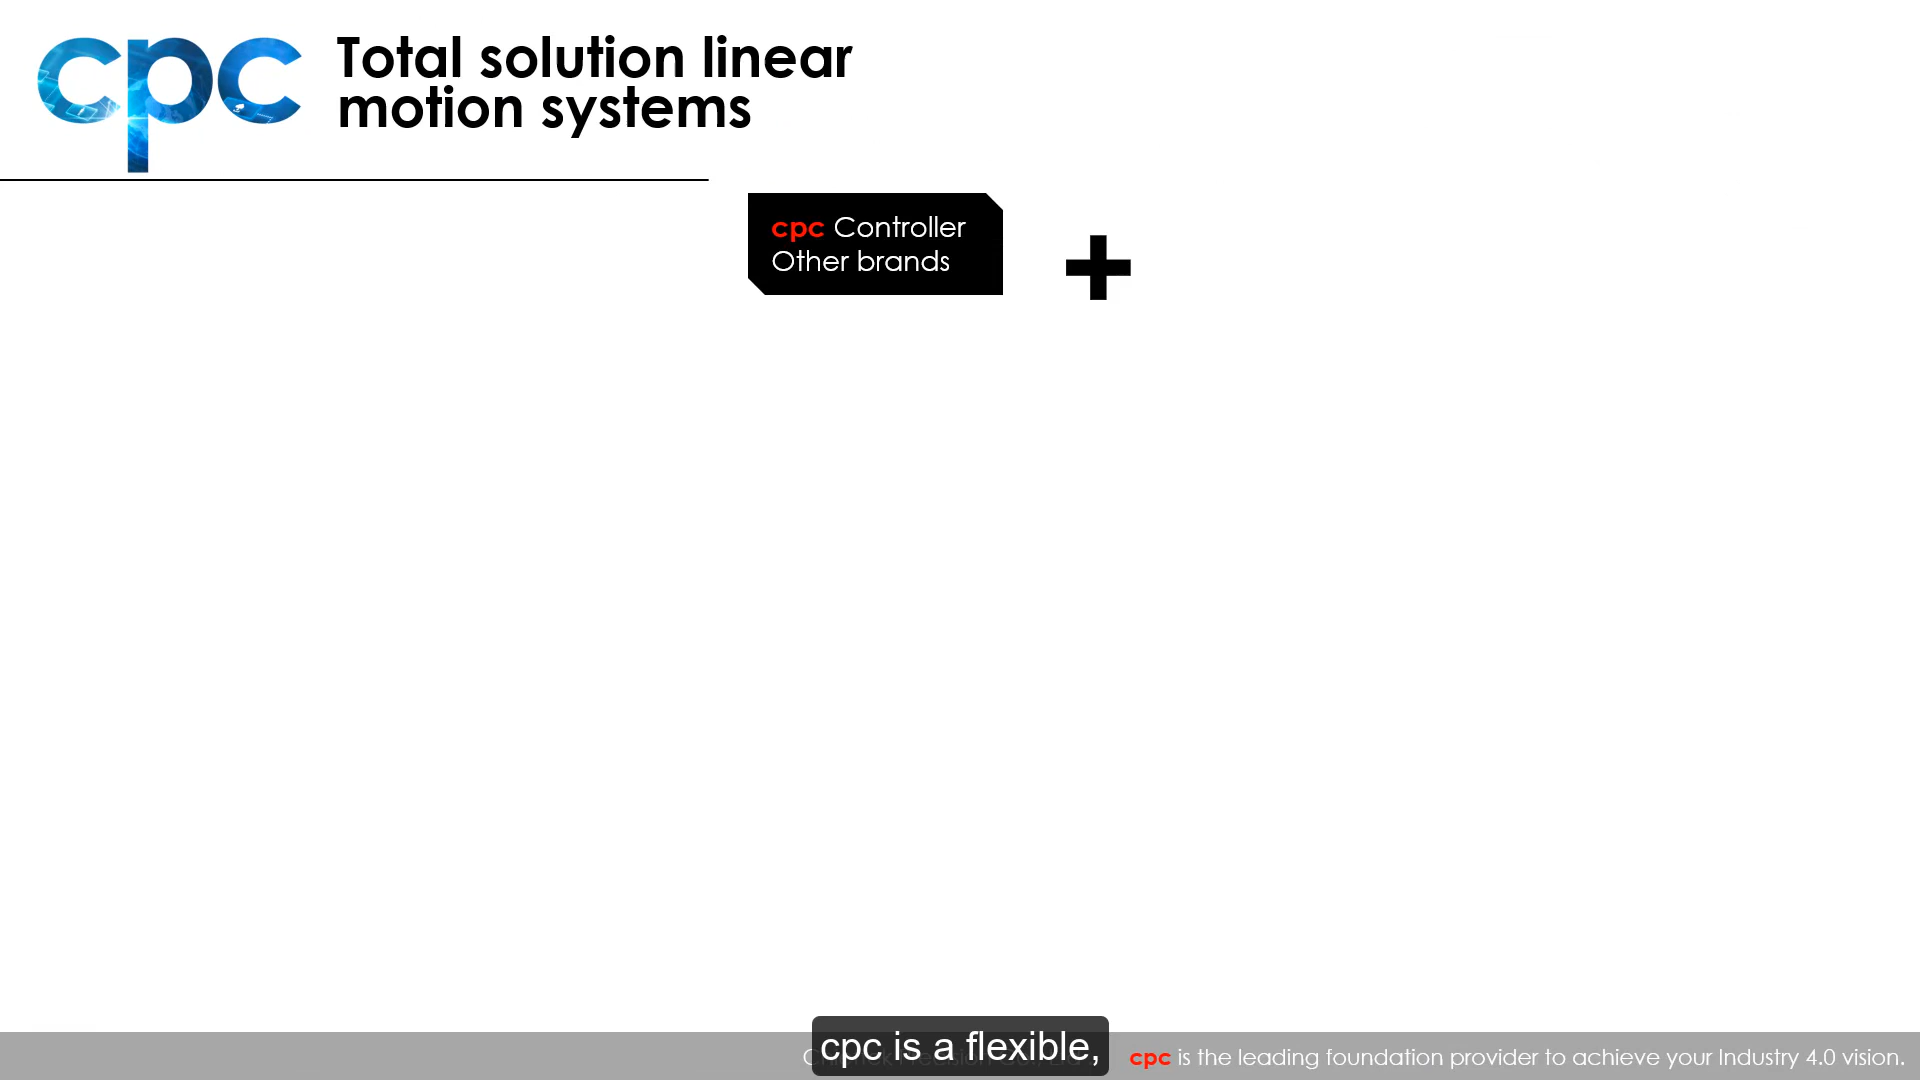 cpc
Total solution linear
motion systems
cpc Controller
Other brands
cpc is a flexible,
cpc is the leading foundation provider to achieve your Industry 4.0 vision.